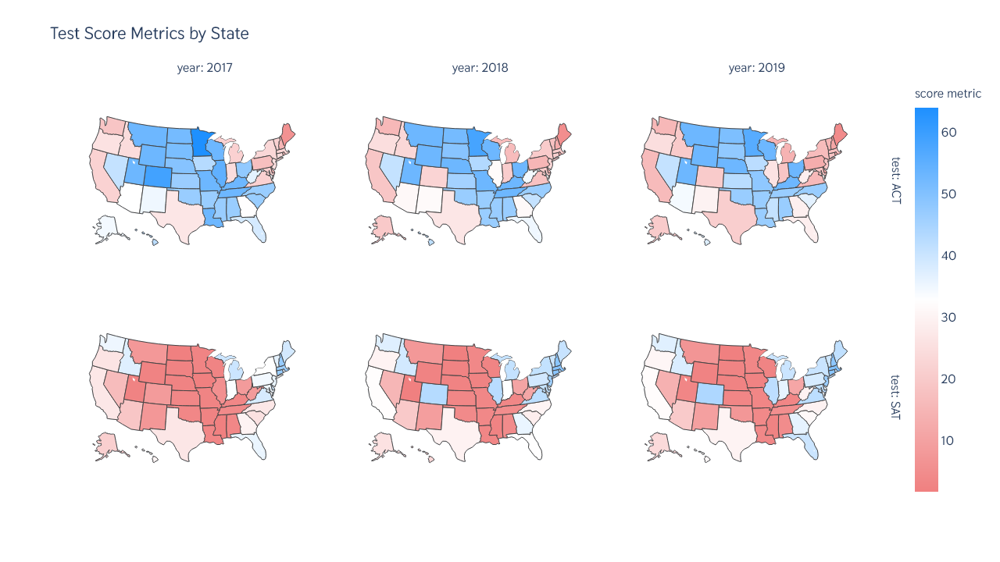 Test Score Metrics by State
year: 2017
year: 2018
year: 2019
score metric
60
50
40
30
20
10
test: ACT
test: SAT